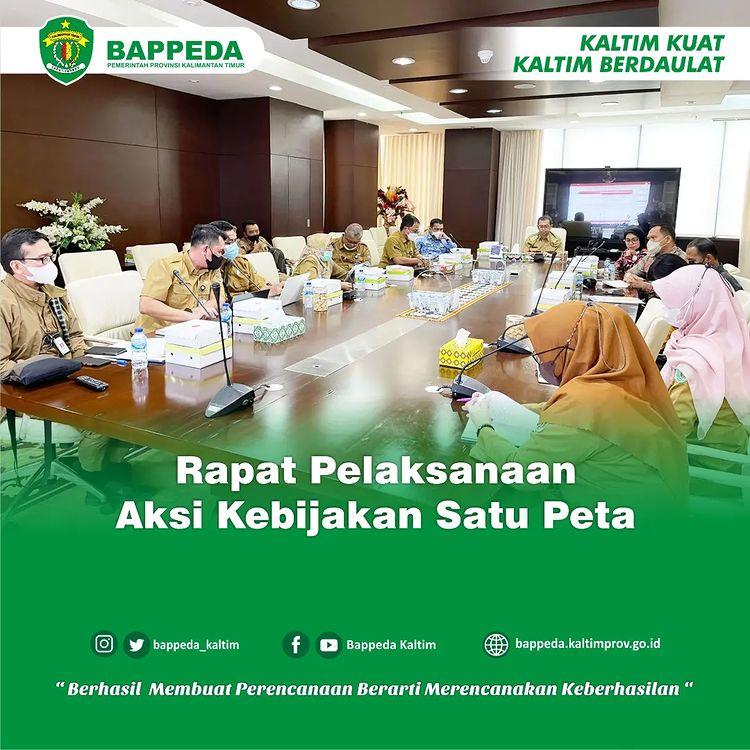 BAPPEDA
PEMERINTAH PROVINSI KALIMANTAN TIMUR
KALTIM KUAT
KALTIM BERDAULAT
Rapat Pelaksanaan
Aksi Kebijakan Satu Peta
bappeda_kaltim
Bappeda Kaltim
bappeda.kaltimprov.go.id
“ Berhasil Membuat Perencanaan Berarti Merencanakan Keberhasilan “